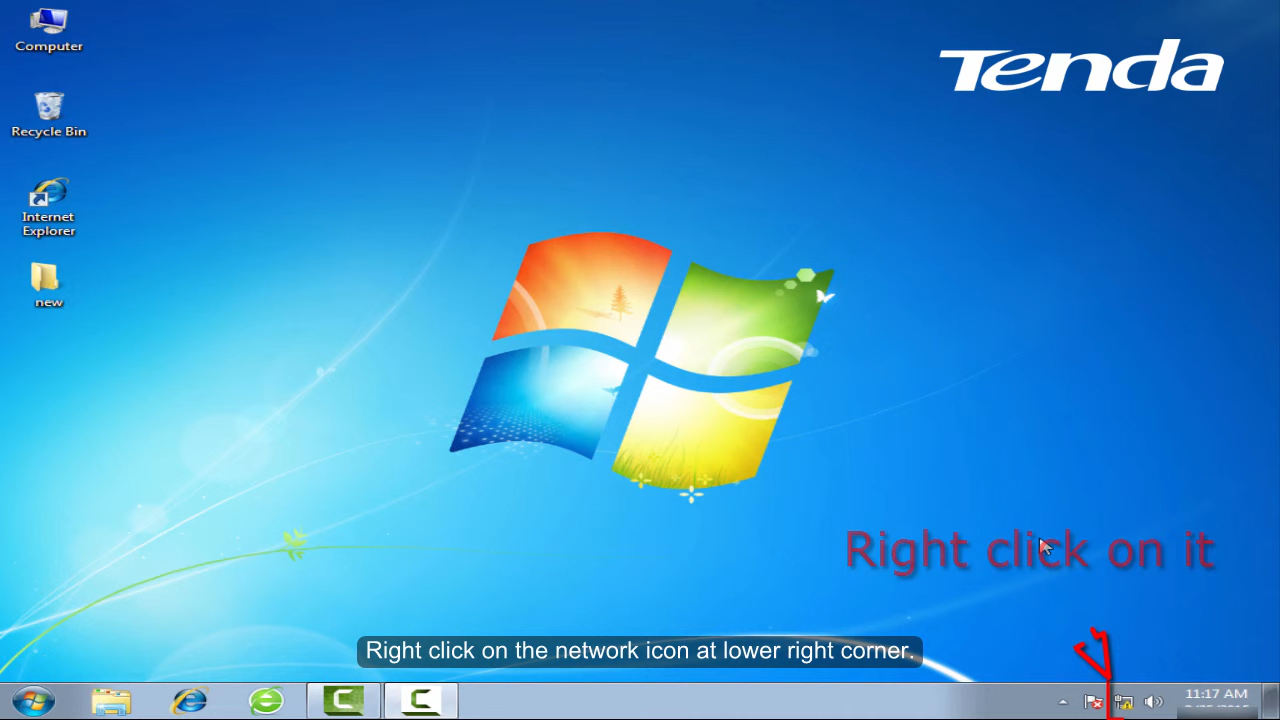 Computer
Tenda
Recycle Bin
Internet
Explorer
new
Right click on it
Right click on the network icon at lower right corner.
11:17 AM